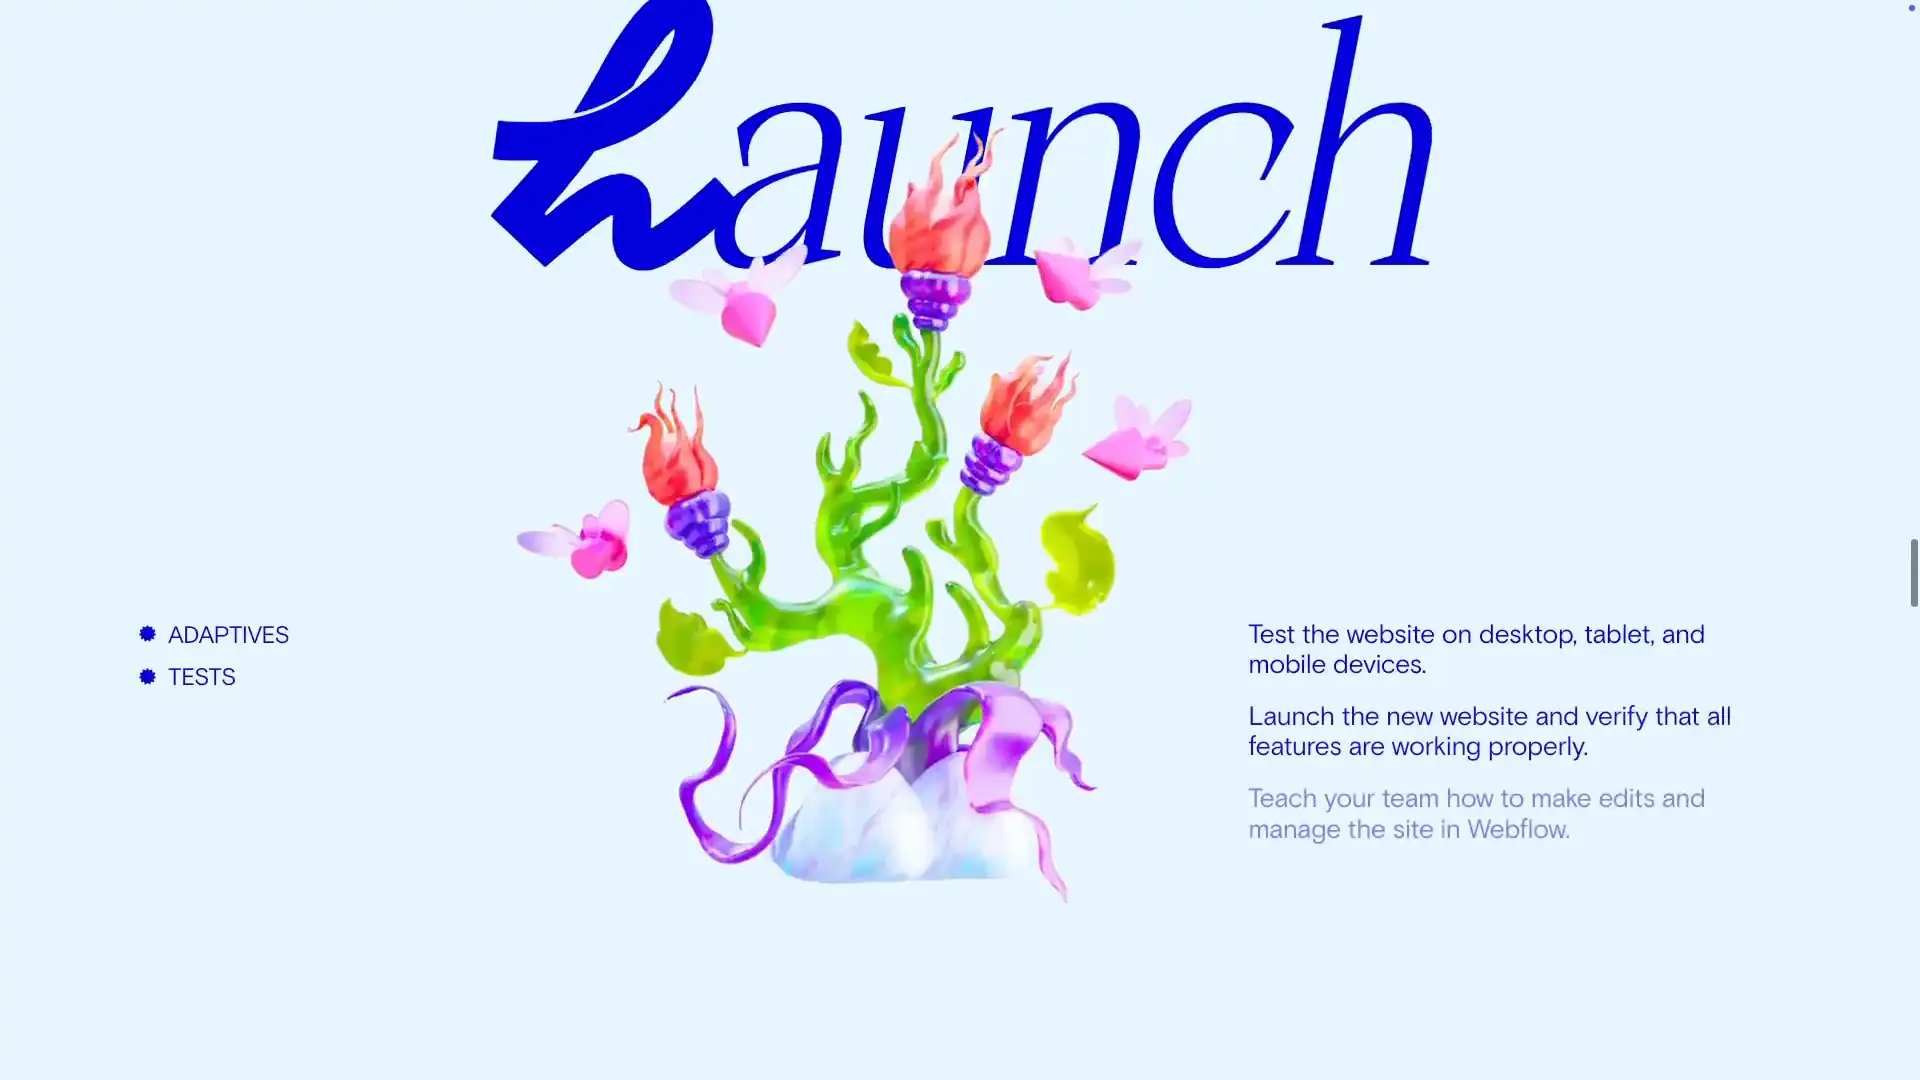 Launch
ADAPTIVES
TESTS
Test the website on desktop, tablet, and
mobile devices.
Launch the new website and verify that all
features are working properly.
Teach your team how to make edits and
manage the site in Webflow.